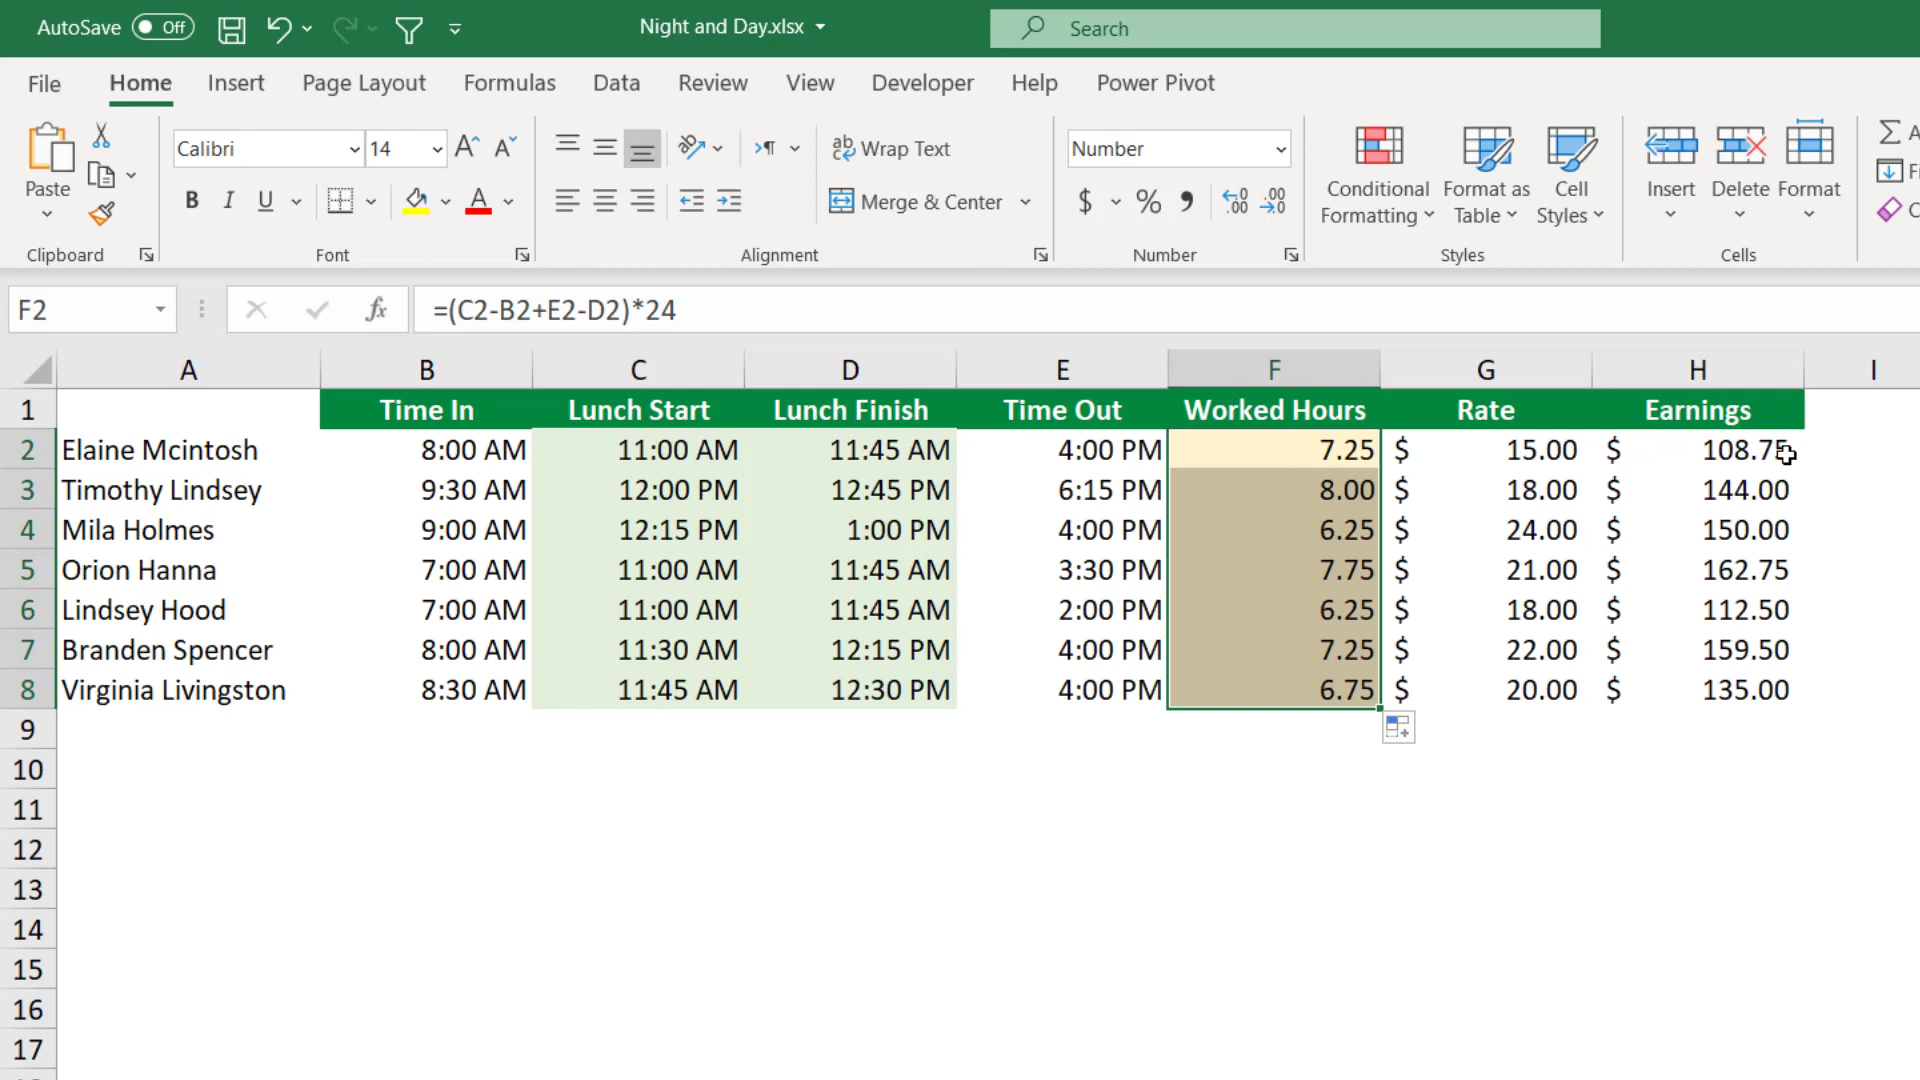 AutoSave Off Night and Day.xlsx Search
File Home Insert Page Layout Formulas Data Review View Developer Help Power Pivot
Paste
Calibri 14
B I U A
Wrap Text
Merge & Center
Number
$ %
Conditional Formatting
Format as Table
Cell Styles
Insert Delete Format
Clipboard Font Alignment Number Styles Cells
F2 fx =(C2-B2+E2-D2)*24
A B C D E F G H I
1 Time In Lunch Start Lunch Finish Time Out Worked Hours Rate Earnings
2 Elaine Mcintosh 8:00 AM 11:00 AM 11:45 AM 4:00 PM 7.25 $ 15.00 $ 108.75
3 Timothy Lindsey 9:30 AM 12:00 PM 12:45 PM 6:15 PM 8.00 $ 18.00 $ 144.00
4 Mila Holmes 9:00 AM 12:15 PM 1:00 PM 4:00 PM 6.25 $ 24.00 $ 150.00
5 Orion Hanna 7:00 AM 11:00 AM 11:45 AM 3:30 PM 7.75 $ 21.00 $ 162.75
6 Lindsey Hood 7:00 AM 11:00 AM 11:45 AM 2:00 PM 6.25 $ 18.00 $ 112.50
7 Branden Spencer 8:00 AM 11:30 AM 12:15 PM 4:00 PM 7.25 $ 22.00 $ 159.50
8 Virginia Livingston 8:30 AM 11:45 AM 12:30 PM 4:00 PM 6.75 $ 20.00 $ 135.00
9
10
11
12
13
14
15
16
17